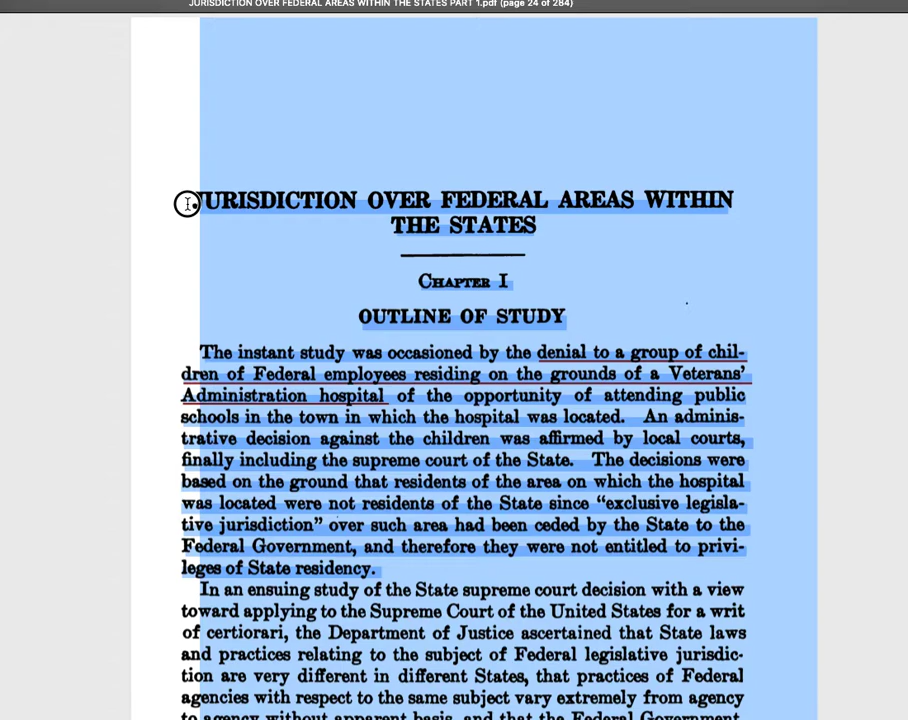 JURISDICTION OVER FEDERAL AREAS WITHIN THE STATES PART 1.pdf (page 24 of 284)
JURISDICTION OVER FEDERAL AREAS WITHIN
THE STATES
CHAPTER I
OUTLINE OF STUDY
The instant study was occasioned by the denial to a group of chil-
dren of Federal employees residing on the grounds of a Veterans'
Administration hospital of the opportunity of attending public
schools in the town in which the hospital was located. An adminis-
trative decision against the children was affirmed by local courts,
finally including the supreme court of the State. The decisions were
based on the ground that residents of the area on which the hospital
was located were not residents of the State since “exclusive legisla-
tive jurisdiction” over such area had been ceded by the State to the
Federal Government, and therefore they were not entitled to privi-
leges of State residency.
In an ensuing study of the State supreme court decision with a view
toward applying to the Supreme Court of the United States for a writ
of certiorari, the Department of Justice ascertained that State laws
and practices relating to the subject of Federal legislative jurisdic-
tion are very different in different States, that practices of Federal
agencies with respect to the same subject vary extremely from agency
to agency without apparent basis, and that the Federal Government,